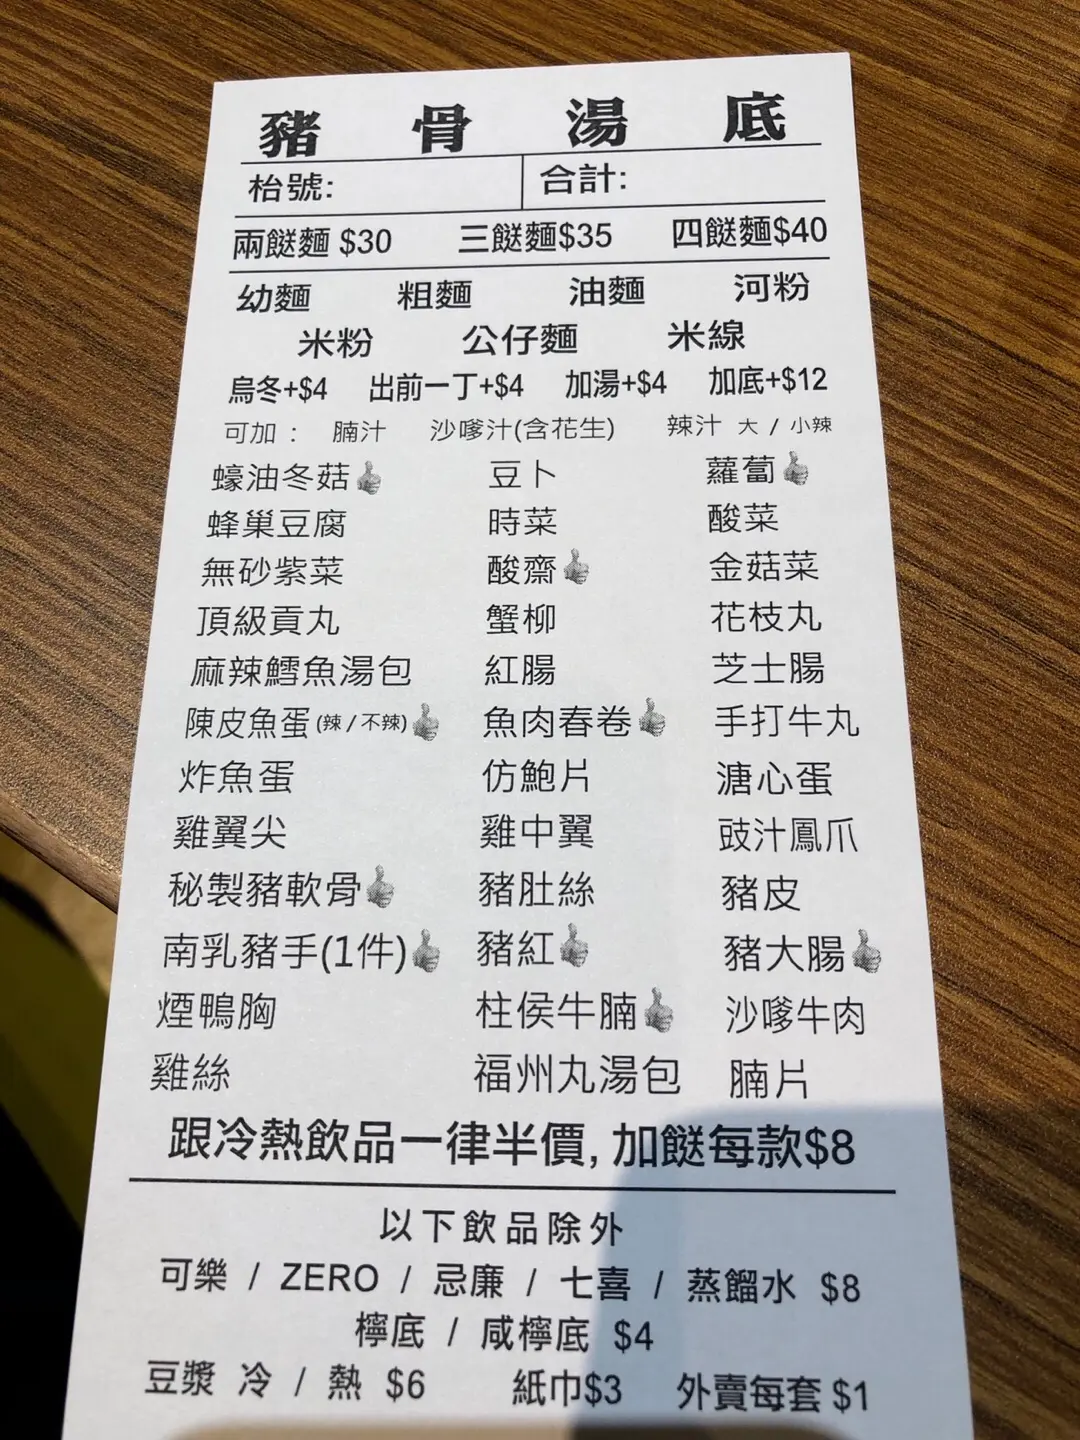 豬 骨 湯 底
枱號: 合計:
兩餸麵 $30 三餸麵$35 四餸麵$40
幼麵 粗麵 油麵 河粉
米粉 公仔麵 米線
烏冬+$4 出前一丁+$4 加湯+$4 加底+$12
可加 : 腩汁 沙嗲汁(含花生) 辣汁 大 / 小辣
蠔油冬菇 豆卜 蘿蔔
蜂巢豆腐 時菜 酸菜
無砂紫菜 酸齋 金菇菜
頂級貢丸 蟹柳 花枝丸
麻辣鱈魚湯包 紅腸 芝士腸
陳皮魚蛋(辣/不辣) 魚肉春卷 手打牛丸
炸魚蛋 仿鮑片 溏心蛋
雞翼尖 雞中翼 豉汁鳳爪
秘製豬軟骨 豬肚絲 豬皮
南乳豬手(1件) 豬紅 豬大腸
煙鴨胸 柱侯牛腩 沙嗲牛肉
雞絲 福州丸湯包 腩片
跟冷熱飲品一律半價, 加餸每款$8
以下飲品除外
可樂 / ZERO / 忌廉 / 七喜 / 蒸餾水 $8
檸底 / 咸檸底 $4
豆漿 冷 / 熱 $6 紙巾$3 外賣每套 $1